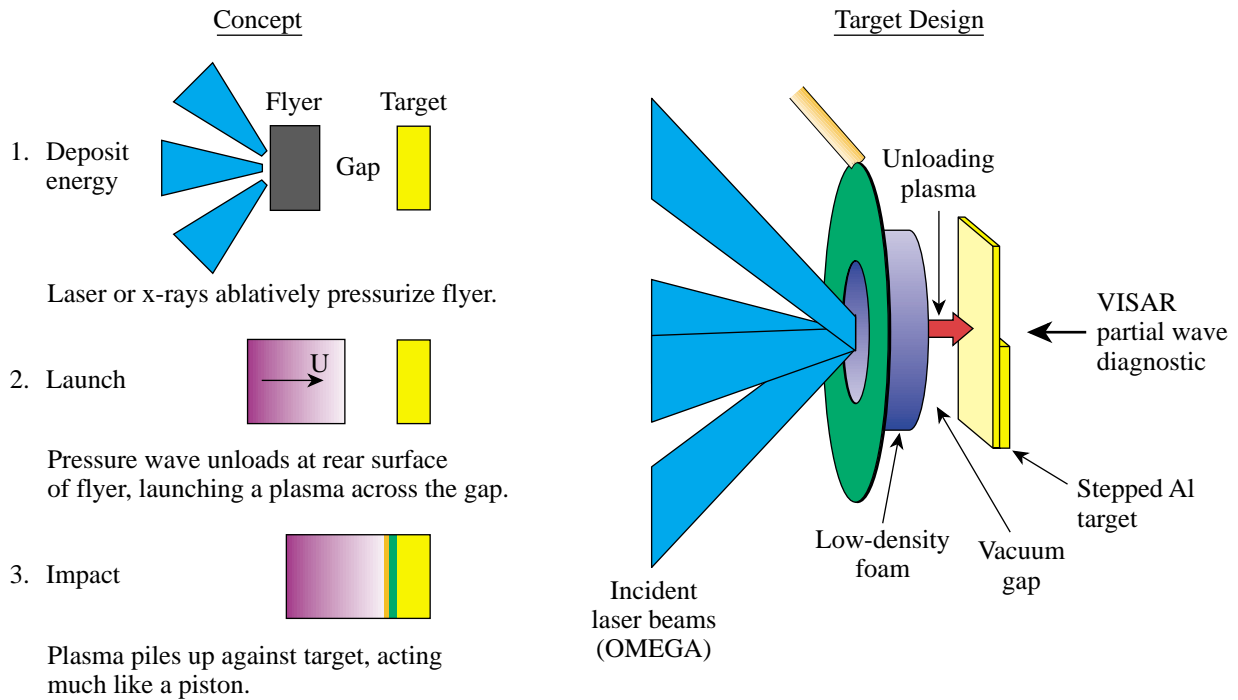 Concept
Flyer
Target
1. Deposit
energy
Gap
Laser or x-rays ablatively pressurize flyer.
2. Launch
U
Pressure wave unloads at rear surface
of flyer, launching a plasma across the gap.
3. Impact
Plasma piles up against target, acting
much like a piston.
Target Design
Unloading
plasma
VISAR
partial wave
diagnostic
Stepped Al
target
Low-density
foam
Vacuum
gap
Incident
laser beams
(OMEGA)